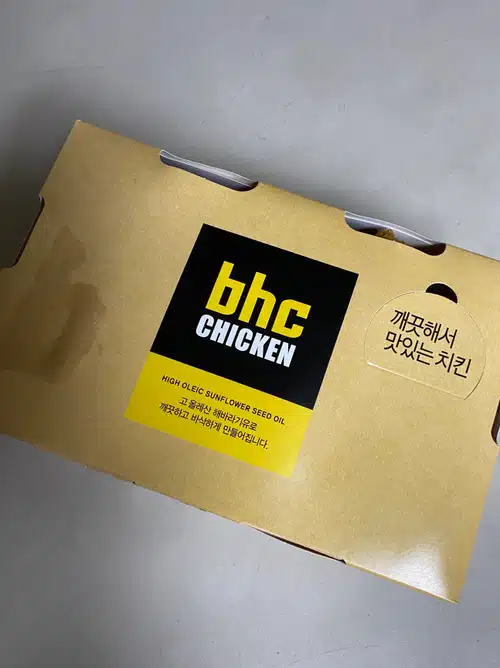 bhc
CHICKEN
HIGH OLEIC SUNFLOWER SEED OIL
고 올레산 해바라기유로
깨끗하고 바삭하게 만들어집니다.
깨끗해서
맛있는 치킨